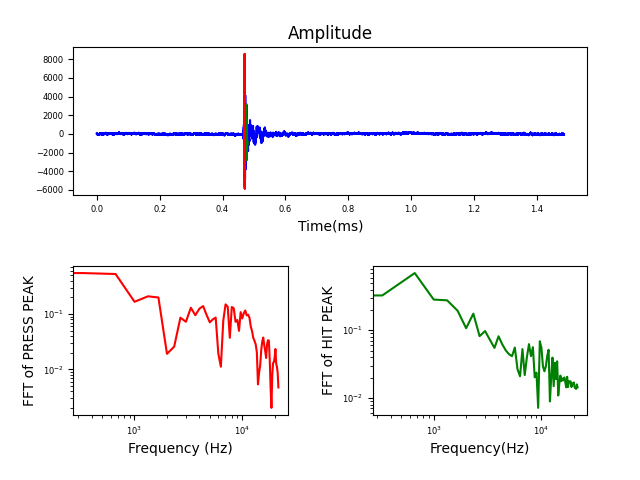 Amplitude
8000
6000
4000
2000
0
−2000
−4000
−6000
0.0 0.2 0.4 0.6 0.8 1.0 1.2 1.4
Time(ms)
FFT of PRESS PEAK
10⁻¹
10⁻²
10³ 10⁴
Frequency (Hz)
FFT of HIT PEAK
10⁻¹
10⁻²
10³ 10⁴
Frequency(Hz)